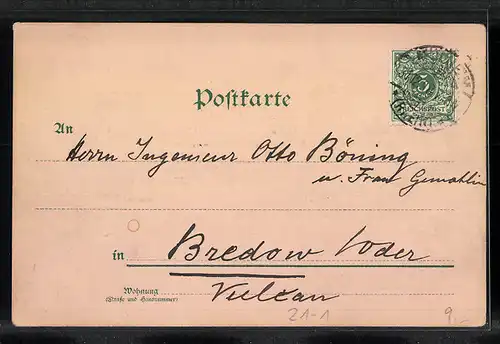 Postkarte
An
Herrn Ingenieur Otto Böning
u. Frau Gemahlin
in Bredow / Oder
Wohnung
(Straße und Hausnummer)
Vulcan
21-1
9.-